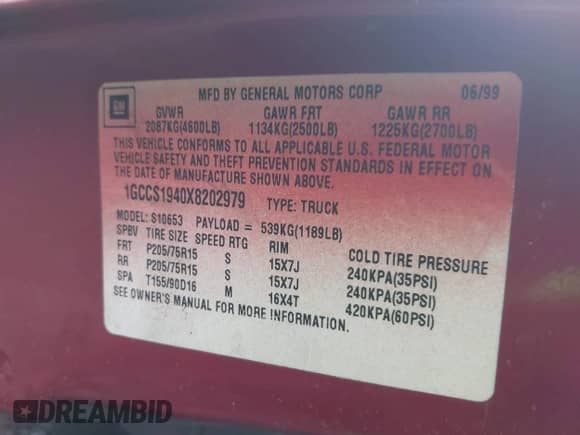 GM
MFD BY GENERAL MOTORS CORP 06/99
GVWR GAWR FRT GAWR RR
2087KG(4600LB) 1134KG(2500LB) 1225KG(2700LB)
THIS VEHICLE CONFORMS TO ALL APPLICABLE U.S. FEDERAL MOTOR
VEHICLE SAFETY AND THEFT PREVENTION STANDARDS IN EFFECT ON
THE DATE OF MANUFACTURE SHOWN ABOVE.
1GCCS1940X8202979 TYPE: TRUCK
MODEL: S10653 PAYLOAD = 539KG(1189LB)
SPBV TIRE SIZE SPEED RTG RIM COLD TIRE PRESSURE
FRT P205/75R15 S 15X7J 240KPA(35PSI)
RR P205/75R15 S 15X7J 240KPA(35PSI)
SPA T155/90D16 M 16X4T 420KPA(60PSI)
SEE OWNER'S MANUAL FOR MORE INFORMATION.
DREAMBID